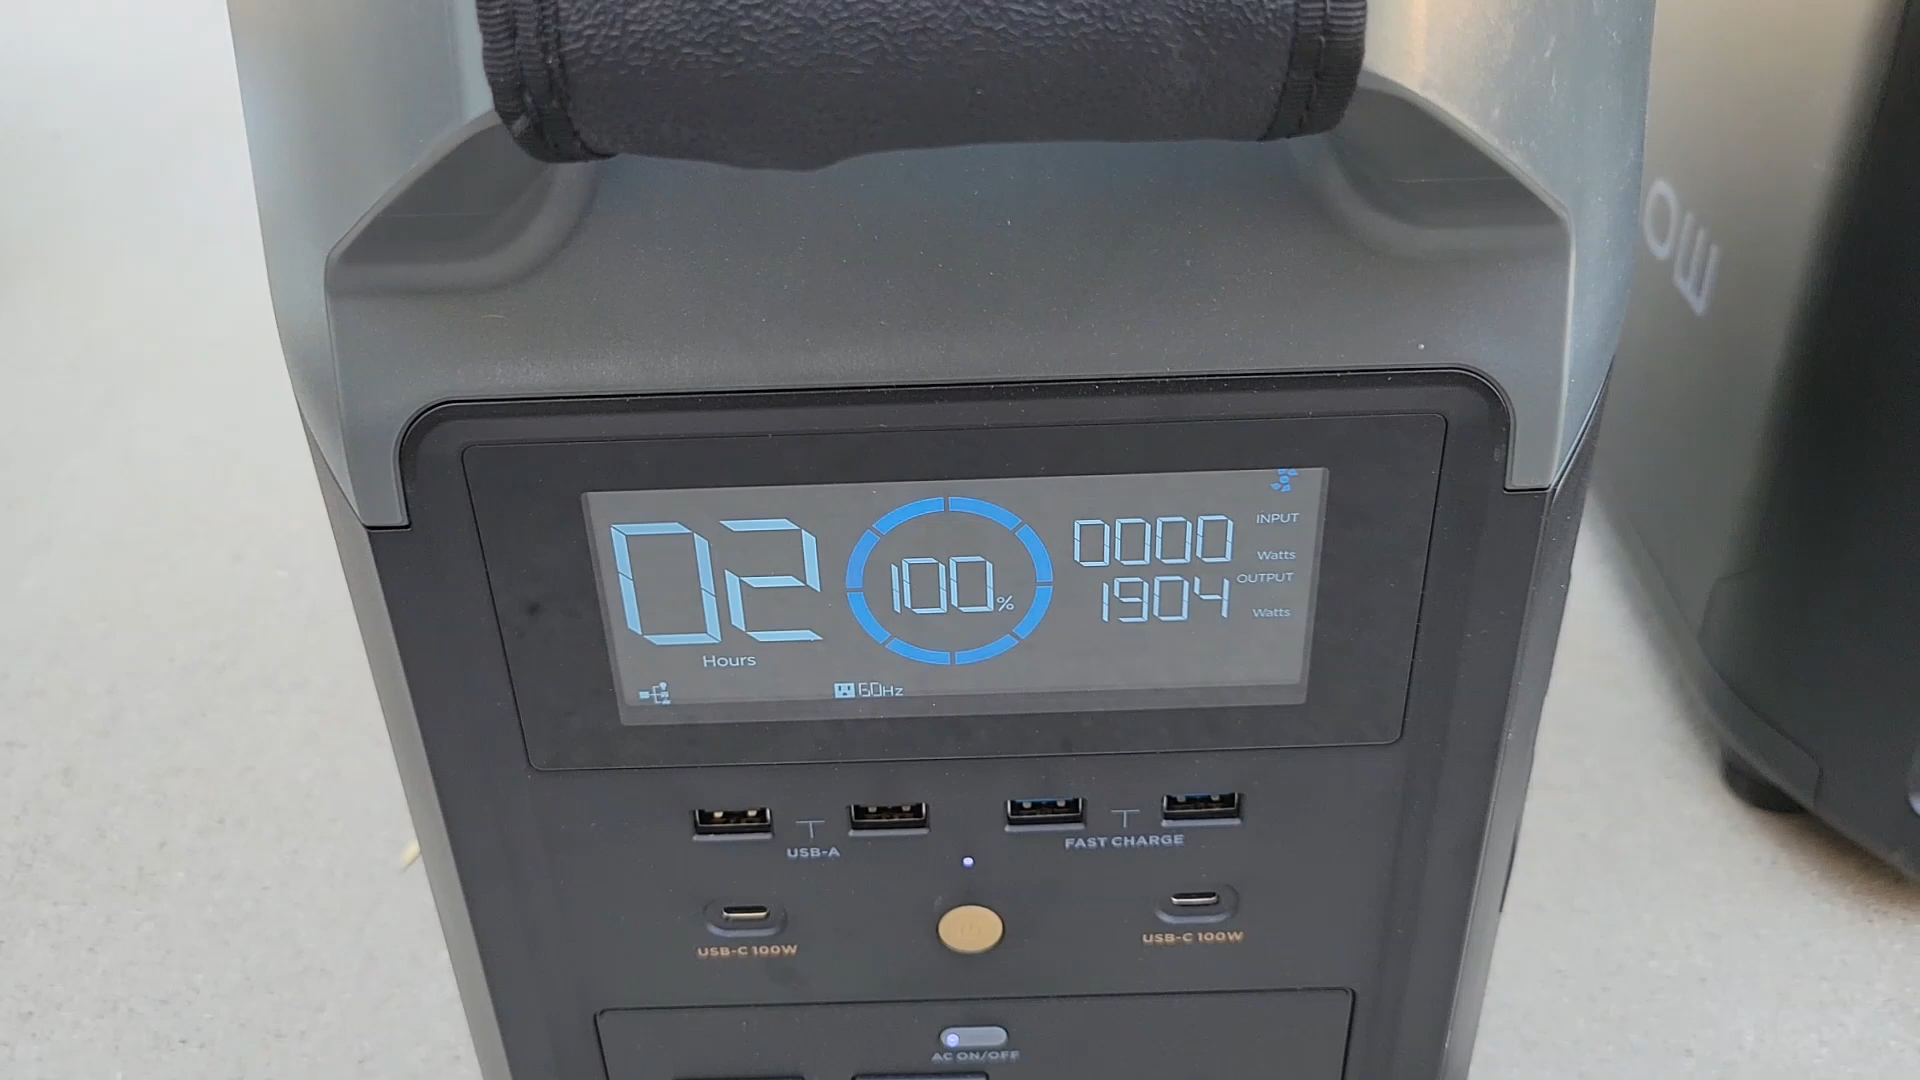 OW
02
Hours
100%
0000
INPUT
Watts
1904
OUTPUT
Watts
60Hz
USB-A
FAST CHARGE
USB-C 100W
USB-C 100W
AC ON/OFF